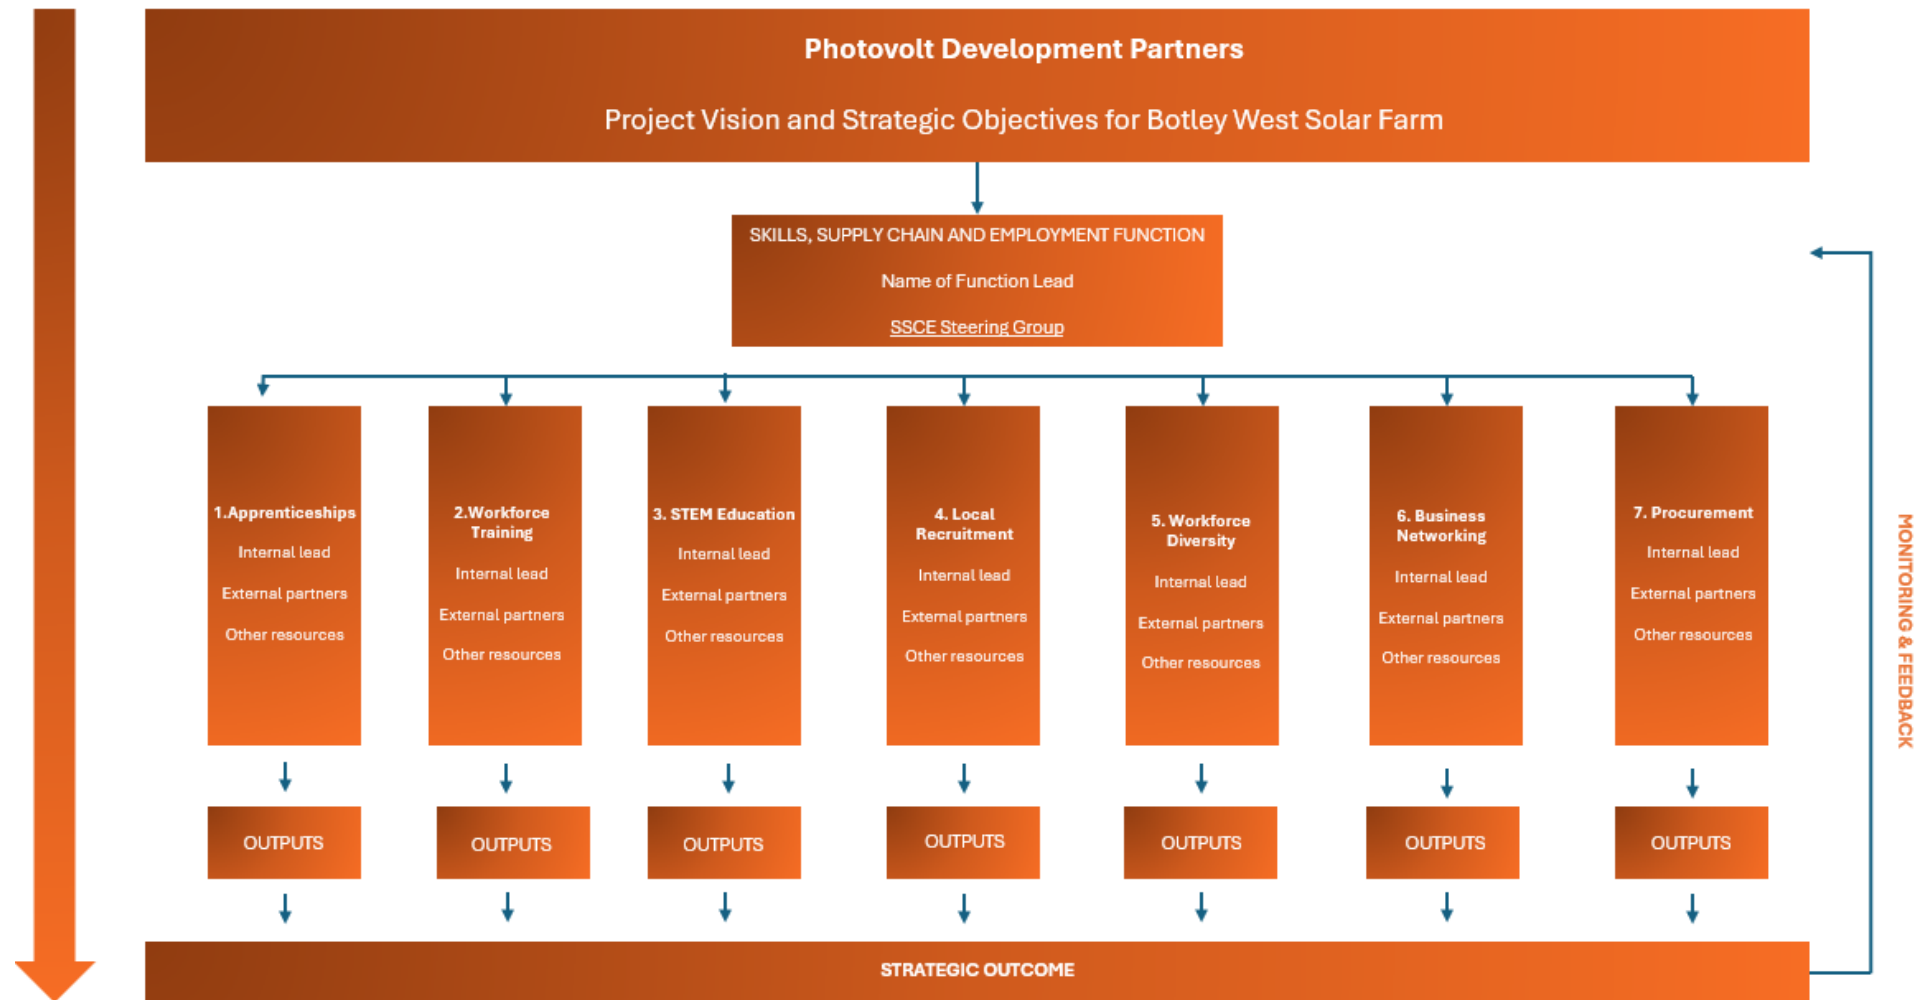 Photovolt Development Partners
Project Vision and Strategic Objectives for Botley West Solar Farm
SKILLS, SUPPLY CHAIN AND EMPLOYMENT FUNCTION
Name of Function Lead
SSCE Steering Group
1.Apprenticeships
Internal lead
External partners
Other resources
2.Workforce
Training
Internal lead
External partners
Other resources
3. STEM Education
Internal lead
External partners
Other resources
4. Local
Recruitment
Internal lead
External partners
Other resources
5. Workforce
Diversity
Internal lead
External partners
Other resources
6. Business
Networking
Internal lead
External partners
Other resources
7. Procurement
Internal lead
External partners
Other resources
OUTPUTS
OUTPUTS
OUTPUTS
OUTPUTS
OUTPUTS
OUTPUTS
OUTPUTS
STRATEGIC OUTCOME
MONITORING & FEEDBACK